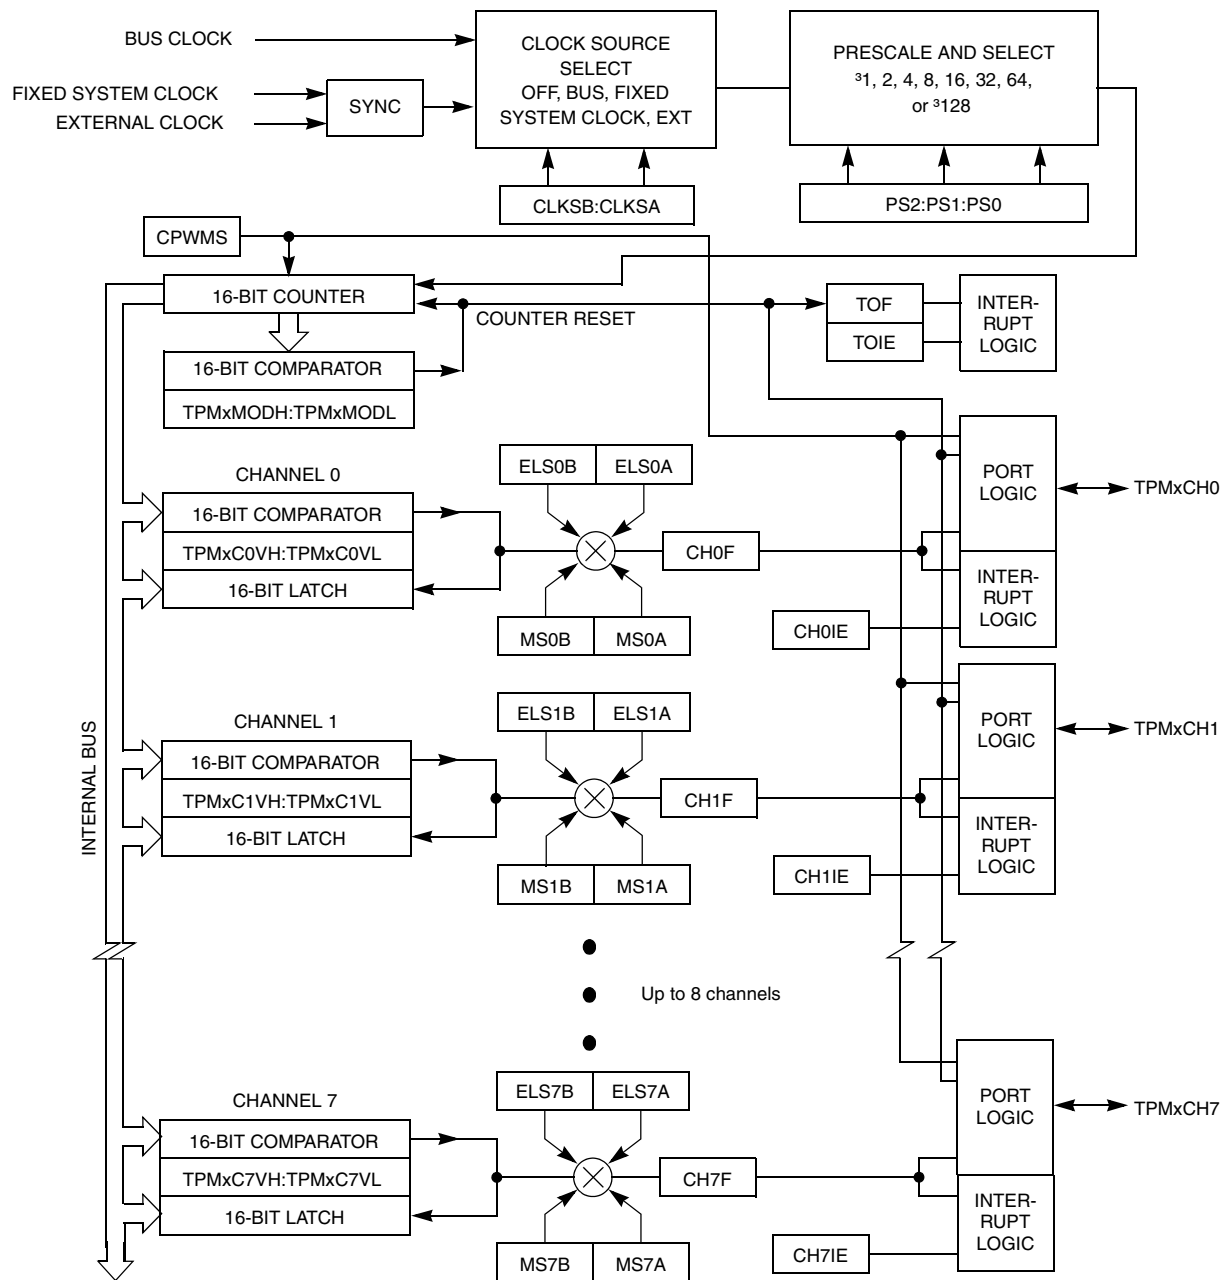 BUS CLOCK
FIXED SYSTEM CLOCK
EXTERNAL CLOCK
SYNC
CLOCK SOURCE
SELECT
OFF, BUS, FIXED
SYSTEM CLOCK, EXT
PRESCALE AND SELECT
³1, 2, 4, 8, 16, 32, 64,
or ³128
CLKSB:CLKSA
PS2:PS1:PS0
CPWMS
16-BIT COUNTER
COUNTER RESET
TOF
TOIE
INTER-
RUPT
LOGIC
16-BIT COMPARATOR
TPMxMODH:TPMxMODL
INTERNAL BUS
CHANNEL 0
16-BIT COMPARATOR
TPMxC0VH:TPMxC0VL
16-BIT LATCH
ELS0B
ELS0A
MS0B
MS0A
CH0F
CH0IE
PORT
LOGIC
INTER-
RUPT
LOGIC
TPMxCH0
CHANNEL 1
16-BIT COMPARATOR
TPMxC1VH:TPMxC1VL
16-BIT LATCH
ELS1B
ELS1A
MS1B
MS1A
CH1F
CH1IE
PORT
LOGIC
INTER-
RUPT
LOGIC
TPMxCH1
Up to 8 channels
CHANNEL 7
16-BIT COMPARATOR
TPMxC7VH:TPMxC7VL
16-BIT LATCH
ELS7B
ELS7A
MS7B
MS7A
CH7F
CH7IE
PORT
LOGIC
INTER-
RUPT
LOGIC
TPMxCH7